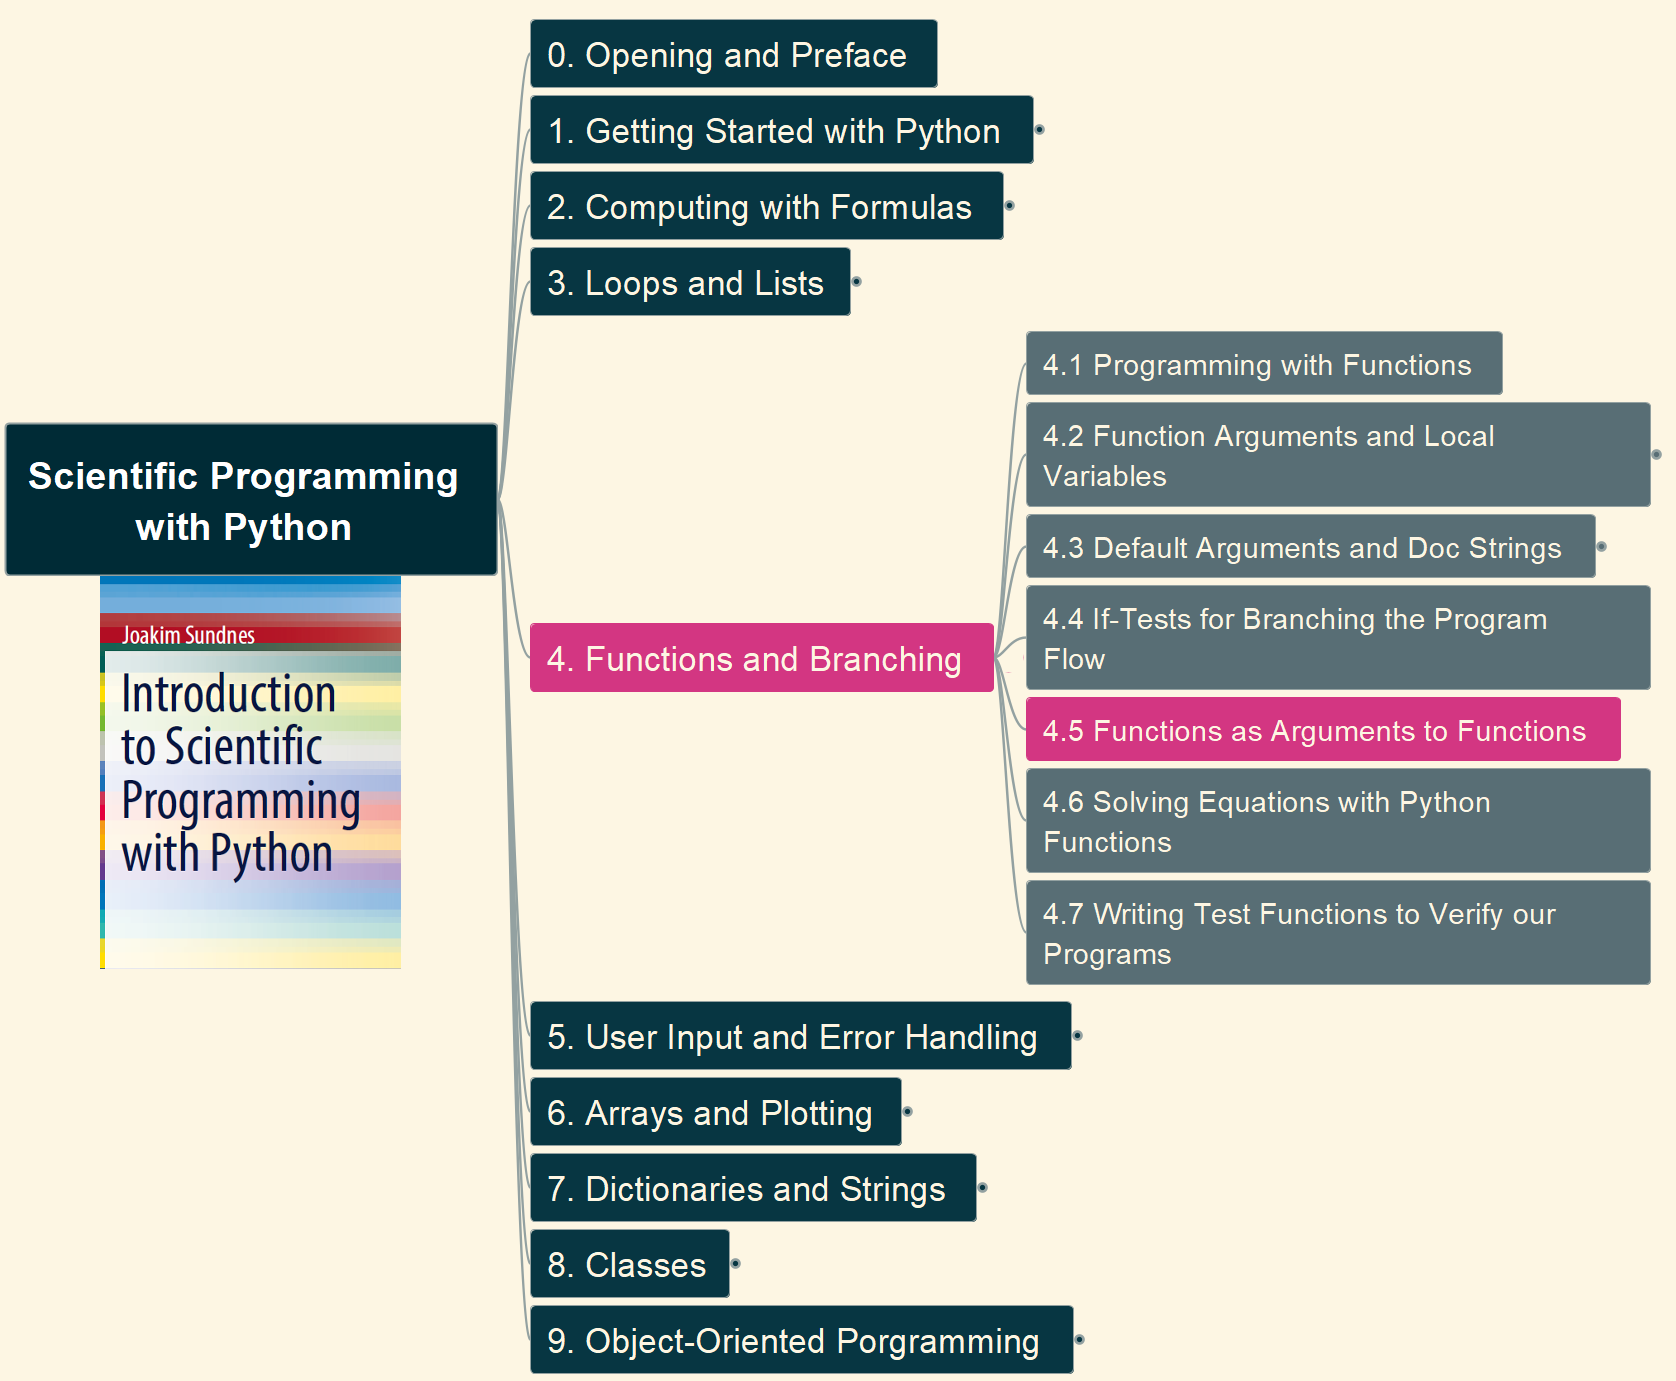 Scientific Programming
with Python
Joakim Sundnes
Introduction
to Scientific
Programming
with Python
0. Opening and Preface
1. Getting Started with Python
2. Computing with Formulas
3. Loops and Lists
4. Functions and Branching
4.1 Programming with Functions
4.2 Function Arguments and Local
Variables
4.3 Default Arguments and Doc Strings
4.4 If-Tests for Branching the Program
Flow
4.5 Functions as Arguments to Functions
4.6 Solving Equations with Python
Functions
4.7 Writing Test Functions to Verify our
Programs
5. User Input and Error Handling
6. Arrays and Plotting
7. Dictionaries and Strings
8. Classes
9. Object-Oriented Porgramming